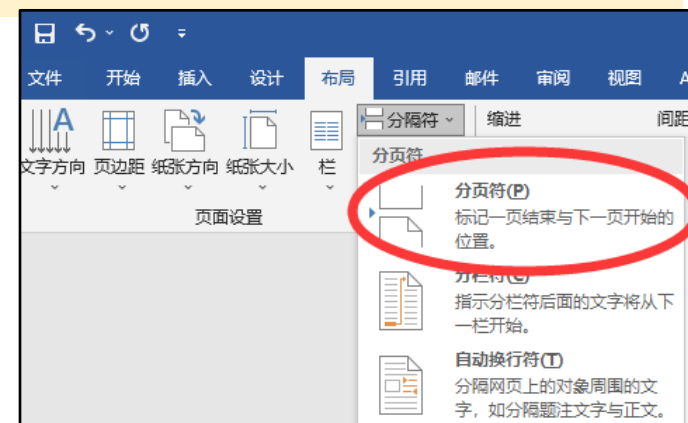 文件 开始 插入 设计 布局 引用 邮件 审阅 视图
分隔符 缩进 间距
文字方向 页边距 纸张方向 纸张大小 栏
页面设置
分页符
分页符(P)
标记一页结束与下一页开始的
位置。
分栏符(C)
指示分栏符后面的文字将从下
一栏开始。
自动换行符(T)
分隔网页上的对象周围的文
字，如分隔题注文字与正文。